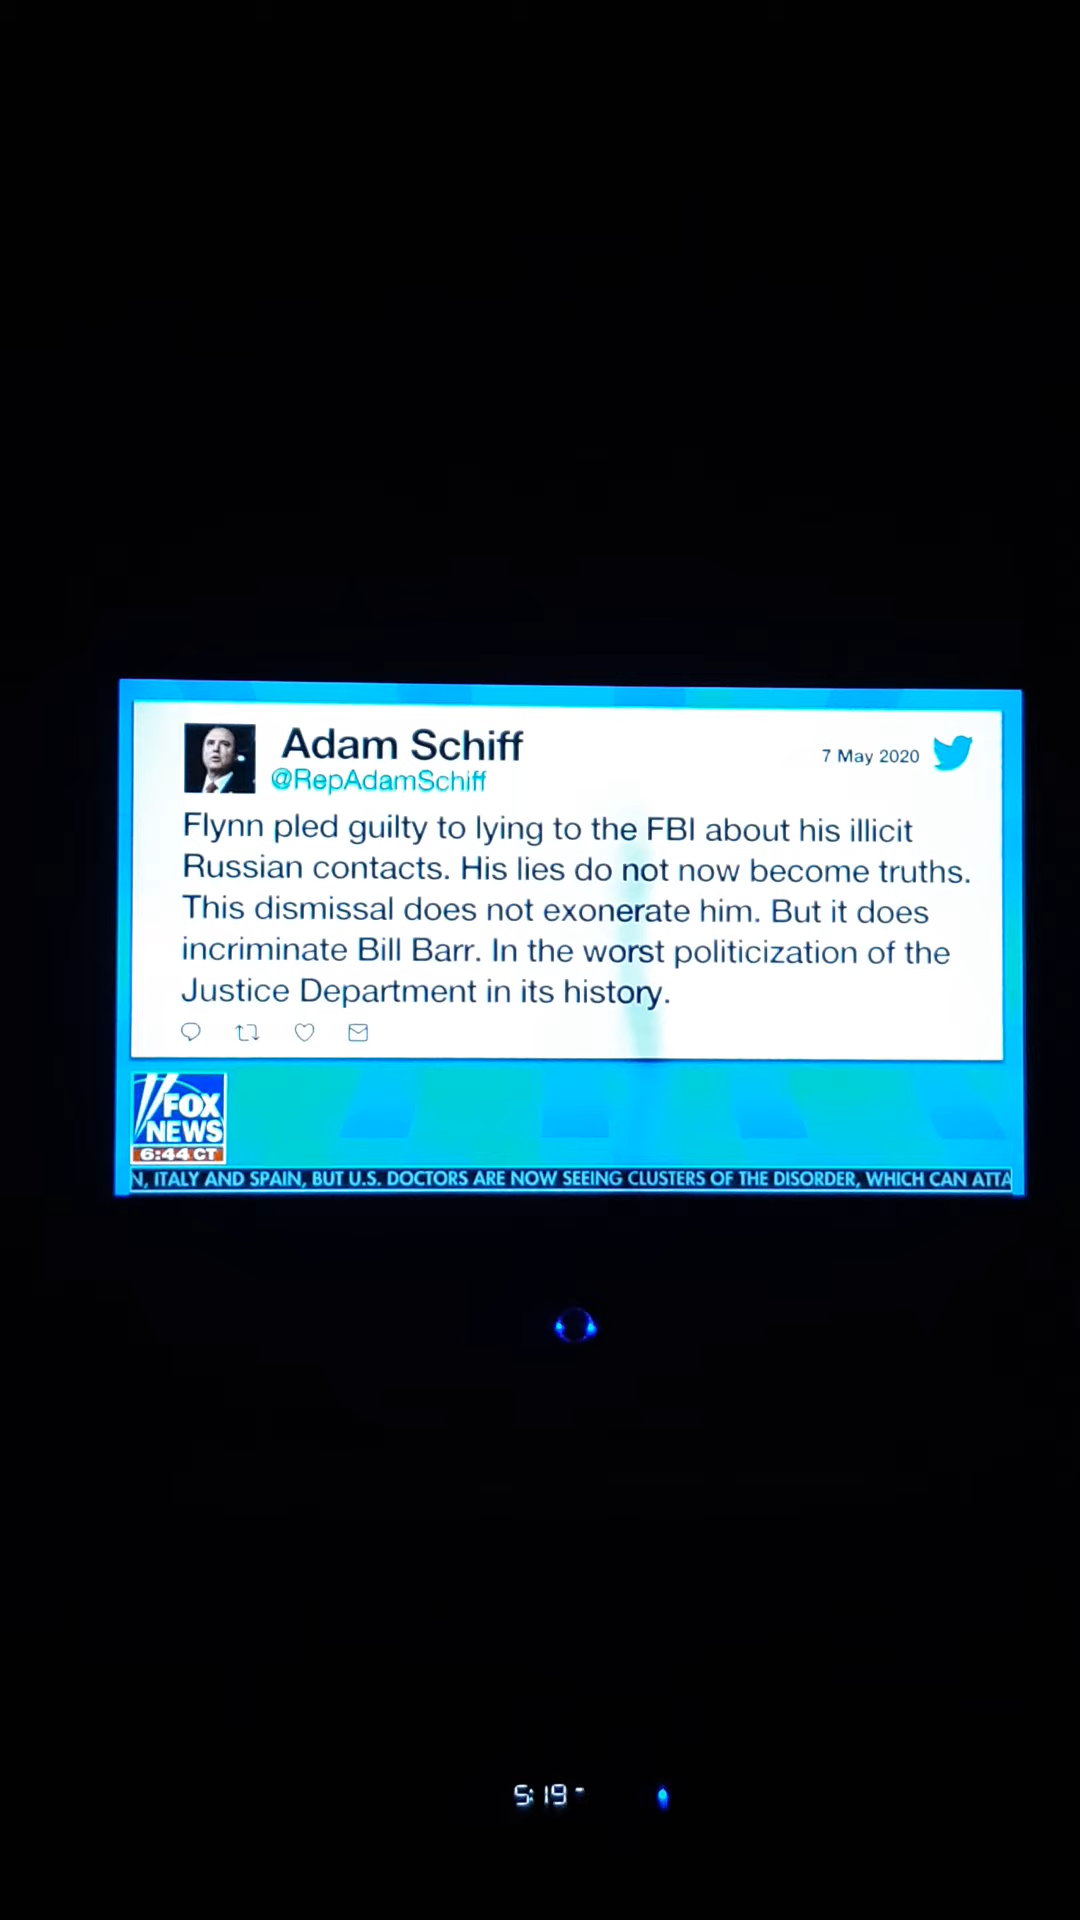 Adam Schiff
@RepAdamSchiff
7 May 2020
Flynn pled guilty to lying to the FBI about his illicit
Russian contacts. His lies do not now become truths.
This dismissal does not exonerate him. But it does
incriminate Bill Barr. In the worst politicization of the
Justice Department in its history.
FOX
NEWS
6:44 CT
N, ITALY AND SPAIN, BUT U.S. DOCTORS ARE NOW SEEING CLUSTERS OF THE DISORDER, WHICH CAN ATTA
5:19